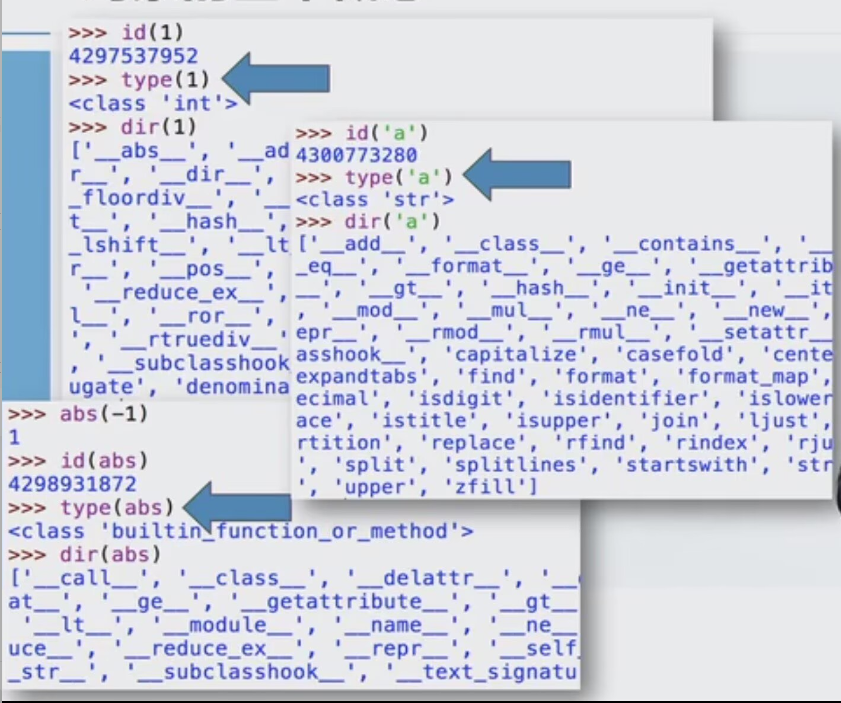 >>> id(1)
4297537952
>>> type(1)
<class 'int'>
>>> dir(1)
['__abs__', '__ad
r__', '__dir__',
_floordiv__', '__
t__', '__hash__',
_lshift__', '__lt
r__', '__pos__',
'__reduce_ex__',
l__', '__ror__',
', '__rtruediv__'
, '__subclasshook
ugate', 'denomina
>>> id('a')
4300773280
>>> type('a')
<class 'str'>
>>> dir('a')
['__add__', '__class__', '__contains__', '__
_eq__', '__format__', '__ge__', '__getattrib
__', '__gt__', '__hash__', '__init__', '__it
, '__mod__', '__mul__', '__ne__', '__new__',
epr__', '__rmod__', '__rmul__', '__setattr__
asshook__', 'capitalize', 'casefold', 'cente
expandtabs', 'find', 'format', 'format_map',
ecimal', 'isdigit', 'isidentifier', 'islower
ace', 'istitle', 'isupper', 'join', 'ljust',
rtition', 'replace', 'rfind', 'rindex', 'rju
', 'split', 'splitlines', 'startswith', 'str
', 'upper', 'zfill']
>>> abs(-1)
1
>>> id(abs)
4298931872
>>> type(abs)
<class 'builtin_function_or_method'>
>>> dir(abs)
['__call__', '__class__', '__delattr__', '__
at__', '__ge__', '__getattribute__', '__gt__
'__lt__', '__module__', '__name__', '__ne__
uce__', '__reduce_ex__', '__repr__', '__self_
_str__', '__subclasshook__', '__text_signatu